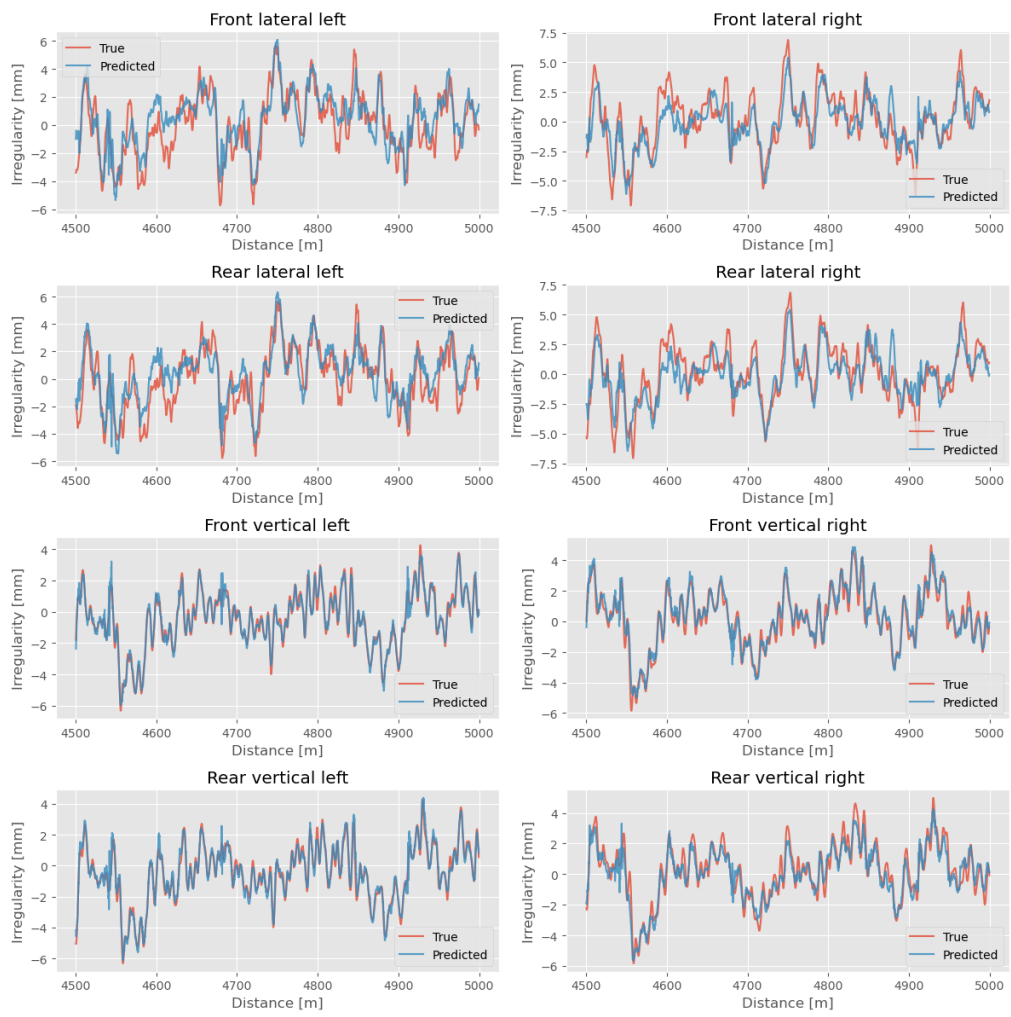 Front lateral left
Front lateral right
Irregularity [mm]
6
4
2
0
−2
−4
−6
True
Predicted
4500
4600
4700
4800
4900
5000
Distance [m]
Irregularity [mm]
7.5
5.0
2.5
0.0
−2.5
−5.0
−7.5
True
Predicted
4500
4600
4700
4800
4900
5000
Distance [m]
Rear lateral left
Rear lateral right
Irregularity [mm]
6
4
2
0
−2
−4
−6
True
Predicted
4500
4600
4700
4800
4900
5000
Distance [m]
Irregularity [mm]
7.5
5.0
2.5
0.0
−2.5
−5.0
−7.5
True
Predicted
4500
4600
4700
4800
4900
5000
Distance [m]
Front vertical left
Front vertical right
Irregularity [mm]
4
2
0
−2
−4
−6
True
Predicted
4500
4600
4700
4800
4900
5000
Distance [m]
Irregularity [mm]
4
2
0
−2
−4
−6
True
Predicted
4500
4600
4700
4800
4900
5000
Distance [m]
Rear vertical left
Rear vertical right
Irregularity [mm]
4
2
0
−2
−4
−6
True
Predicted
4500
4600
4700
4800
4900
5000
Distance [m]
Irregularity [mm]
4
2
0
−2
−4
−6
True
Predicted
4500
4600
4700
4800
4900
5000
Distance [m]